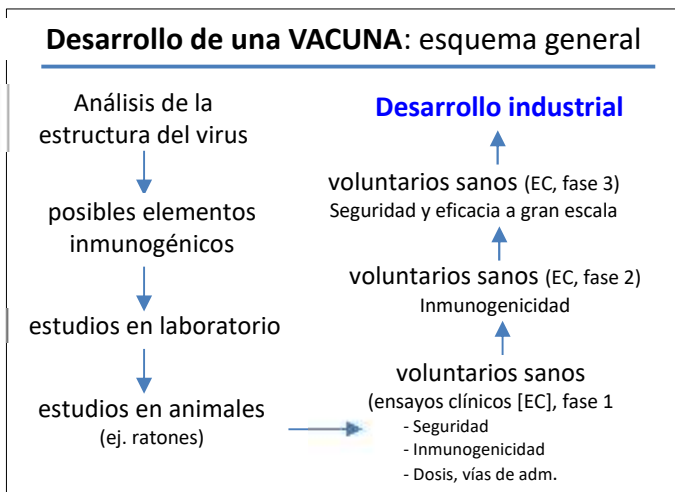 Desarrollo de una VACUNA: esquema general
Análisis de la
estructura del virus
posibles elementos
inmunogénicos
estudios en laboratorio
estudios en animales
(ej. ratones)
Desarrollo industrial
voluntarios sanos (EC, fase 3)
Seguridad y eficacia a gran escala
voluntarios sanos (EC, fase 2)
Inmunogenicidad
voluntarios sanos
(ensayos clínicos [EC], fase 1
- Seguridad
- Inmunogenicidad
- Dosis, vías de adm.